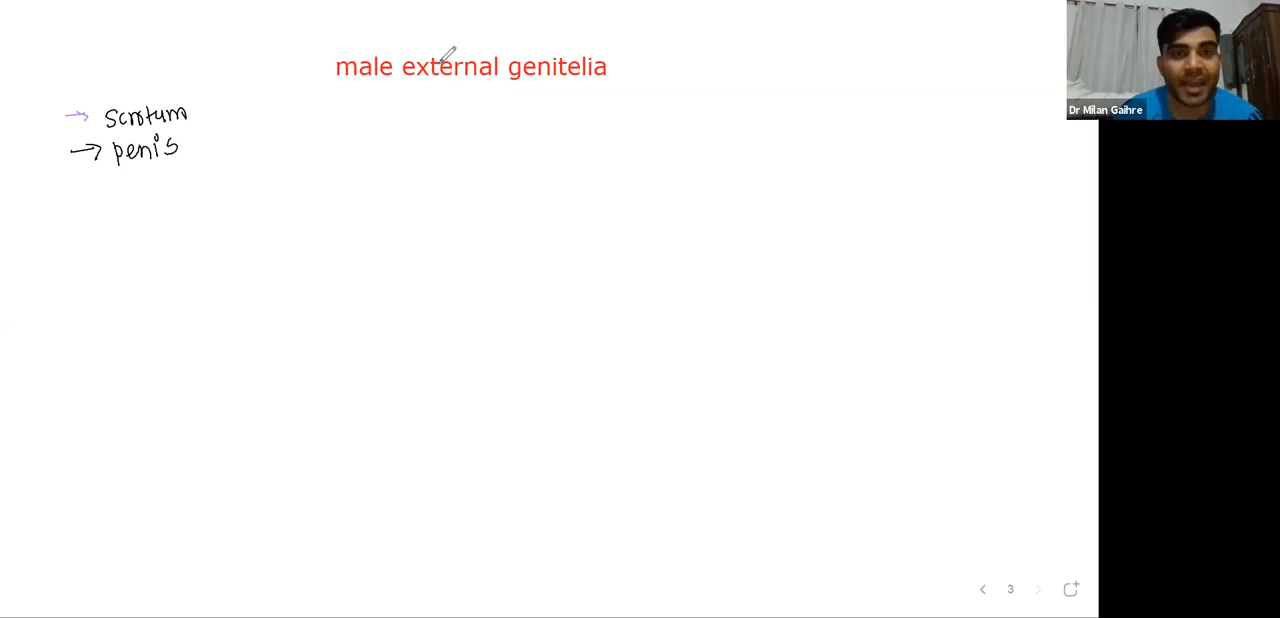 male external genitelia
Dr Milan Gaihre
→ scrotum
→ penis
< 3 >